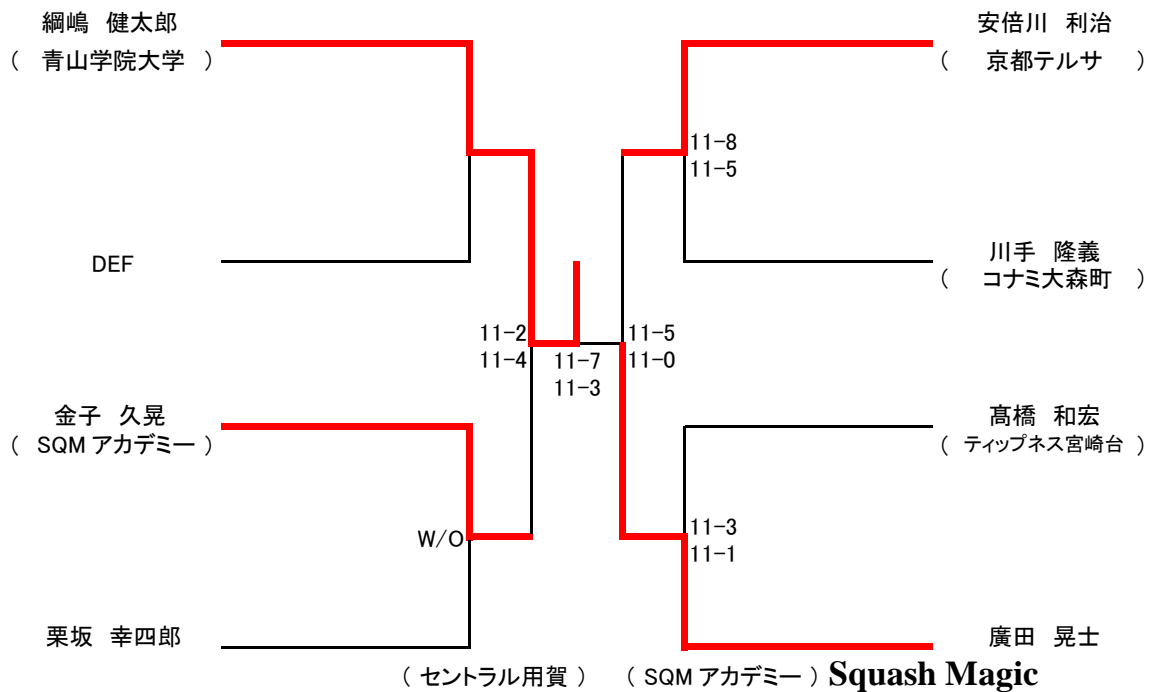 綱嶋 健太郎
( 青山学院大学 )
DEF
金子 久晃
( SQM アカデミー )
栗坂 幸四郎
( セントラル用賀 )
W/O
11-2
11-4
11-7
11-3
11-5
11-0
11-8
11-5
11-3
11-1
安倍川 利治
( 京都テルサ )
川手 隆義
( コナミ大森町 )
髙橋 和宏
( ティップネス宮崎台 )
廣田 晃士
( SQM アカデミー ) Squash Magic